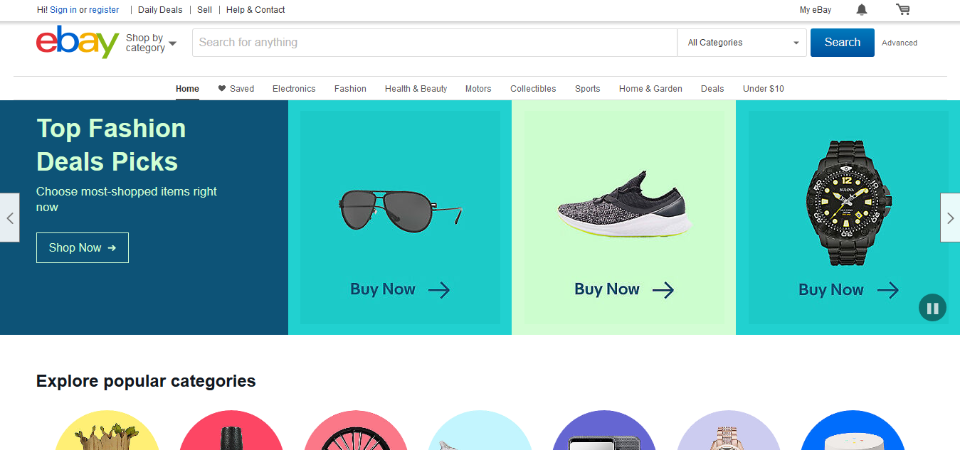 Hi! Sign in or register | Daily Deals | Sell | Help & Contact My eBay
ebay
Shop by
category
Search for anything
All Categories
Search
Advanced
Home Saved Electronics Fashion Health & Beauty Motors Collectibles Sports Home & Garden Deals Under $10
Top Fashion
Deals Picks
Choose most-shopped items right
now
Shop Now →
Buy Now →
Buy Now →
BULOVA
Buy Now →
Explore popular categories